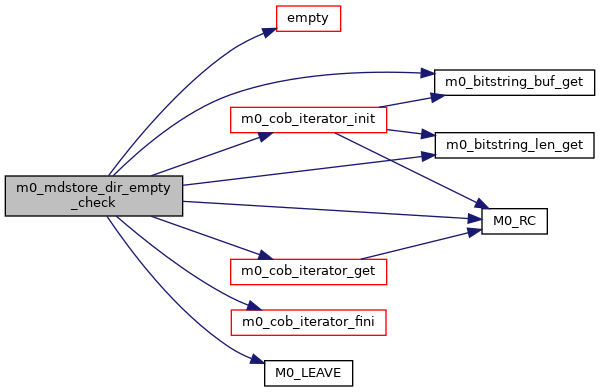 empty
m0_bitstring_buf_get
m0_cob_iterator_init
m0_bitstring_len_get
m0_mdstore_dir_empty
_check
M0_RC
m0_cob_iterator_get
m0_cob_iterator_fini
M0_LEAVE